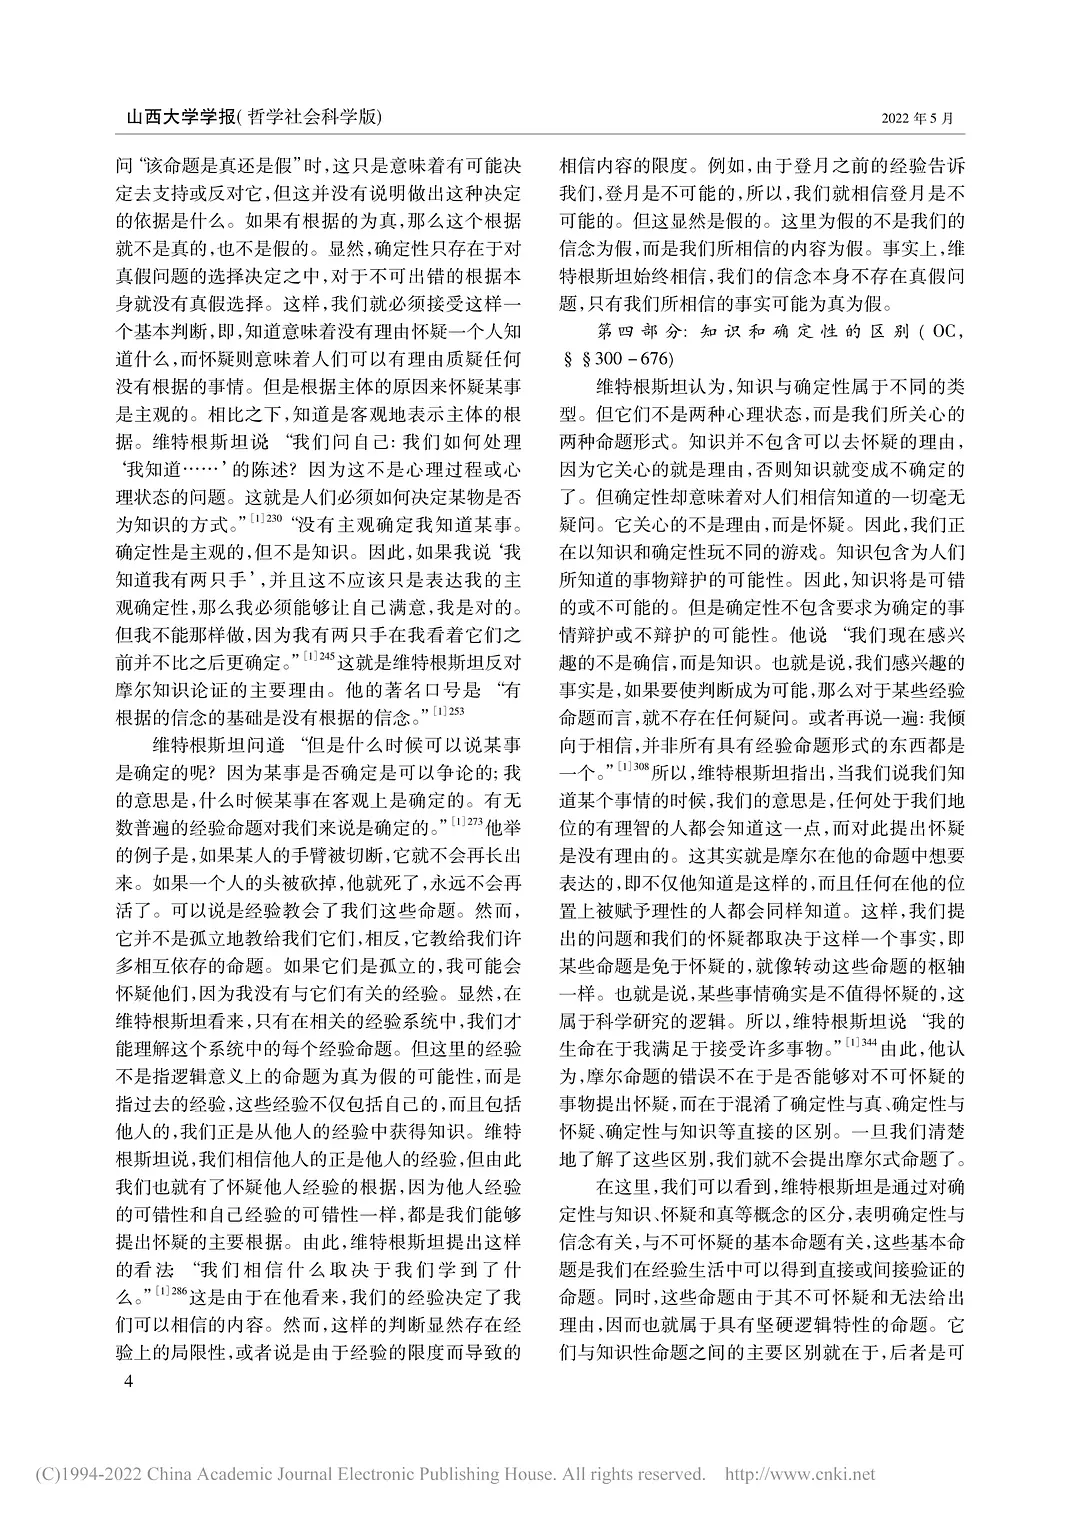 山西大学学报(哲学社会科学版)
2022 年 5 月
问“该命题是真还是假”时,这只是意味着有可能决
定去支持或反对它,但这并没有说明做出这种决定
的依据是什么。如果有根据的为真,那么这个根据
就不是真的,也不是假的。显然,确定性只存在于对
真假问题的选择决定之中,对于不可出错的根据本
身就没有真假选择。这样,我们就必须接受这样一
个基本判断,即,知道意味着没有理由怀疑一个人知
道什么,而怀疑则意味着人们可以有理由质疑任何
没有根据的事情。但是根据主体的原因来怀疑某事
是主观的。相比之下,知道是客观地表示主体的根
据。维特根斯坦说“我们问自己:我们如何处理
‘我知道……’的陈述? 因为这不是心理过程或心
理状态的问题。这就是人们必须如何决定某物是否
为知识的方式。”[1]230“没有主观确定我知道某事。
确定性是主观的,但不是知识。因此,如果我说‘我
知道我有两只手’,并且这不应该只是表达我的主
观确定性,那么我必须能够让自己满意,我是对的。
但我不能那样做,因为我有两只手在我看着它们之
前并不比之后更确定。”[1]245这就是维特根斯坦反对
摩尔知识论证的主要理由。他的著名口号是“有
根据的信念的基础是没有根据的信念。”[1]253
维特根斯坦问道“但是什么时候可以说某事
是确定的呢? 因为某事是否确定是可以争论的;我
的意思是,什么时候某事在客观上是确定的。有无
数普遍的经验命题对我们来说是确定的。”[1]273他举
的例子是,如果某人的手臂被切断,它就不会再长出
来。如果一个人的头被砍掉,他就死了,永远不会再
活了。可以说是经验教会了我们这些命题。然而,
它并不是孤立地教给我们它们,相反,它教给我们许
多相互依存的命题。如果它们是孤立的,我可能会
怀疑他们,因为我没有与它们有关的经验。显然,在
维特根斯坦看来,只有在相关的经验系统中,我们才
能理解这个系统中的每个经验命题。但这里的经验
不是指逻辑意义上的命题为真为假的可能性,而是
指过去的经验,这些经验不仅包括自己的,而且包括
他人的,我们正是从他人的经验中获得知识。维特
根斯坦说,我们相信他人的正是他人的经验,但由此
我们也就有了怀疑他人经验的根据,因为他人经验
的可错性和自己经验的可错性一样,都是我们能够
提出怀疑的主要根据。由此,维特根斯坦提出这样
的看法“我们相信什么取决于我们学到了什
么。”[1]286这是由于在他看来,我们的经验决定了我
们可以相信的内容。然而,这样的判断显然存在经
验上的局限性,或者说是由于经验的限度而导致的
相信内容的限度。例如,由于登月之前的经验告诉
我们,登月是不可能的,所以,我们就相信登月是不
可能的。但这显然是假的。这里为假的不是我们的
信念为假,而是我们所相信的内容为假。事实上,维
特根斯坦始终相信,我们的信念本身不存在真假问
题,只有我们所相信的事实可能为真为假。
第四部分:知识和确定性的区别(OC,
§§300－676)
维特根斯坦认为,知识与确定性属于不同的类
型。但它们不是两种心理状态,而是我们所关心的
两种命题形式。知识并不包含可以去怀疑的理由,
因为它关心的就是理由,否则知识就变成不确定的
了。但确定性却意味着对人们相信知道的一切毫无
疑问。它关心的不是理由,而是怀疑。因此,我们正
在以知识和确定性玩不同的游戏。知识包含为人们
所知道的事物辩护的可能性。因此,知识将是可错
的或不可能的。但是确定性不包含要求为确定的事
情辩护或不辩护的可能性。他说“我们现在感兴
趣的不是确信,而是知识。也就是说,我们感兴趣的
事实是,如果要使判断成为可能,那么对于某些经验
命题而言,就不存在任何疑问。或者再说一遍:我倾
向于相信,并非所有具有经验命题形式的东西都是
一个。”[1]308所以,维特根斯坦指出,当我们说我们知
道某个事情的时候,我们的意思是,任何处于我们地
位的有理智的人都会知道这一点,而对此提出怀疑
是没有理由的。这其实就是摩尔在他的命题中想要
表达的,即不仅他知道是这样的,而且任何在他的位
置上被赋予理性的人都会同样知道。这样,我们提
出的问题和我们的怀疑都取决于这样一个事实,即
某些命题是免于怀疑的,就像转动这些命题的枢轴
一样。也就是说,某些事情确实是不值得怀疑的,这
属于科学研究的逻辑。所以,维特根斯坦说“我的
生命在于我满足于接受许多事物。”[1]344由此,他认
为,摩尔命题的错误不在于是否能够对不可怀疑的
事物提出怀疑,而在于混淆了确定性与真、确定性与
怀疑、确定性与知识等直接的区别。一旦我们清楚
地了解了这些区别,我们就不会提出摩尔式命题了。
在这里,我们可以看到,维特根斯坦是通过对确
定性与知识、怀疑和真等概念的区分,表明确定性与
信念有关,与不可怀疑的基本命题有关,这些基本命
题是我们在经验生活中可以得到直接或间接验证的
命题。同时,这些命题由于其不可怀疑和无法给出
理由,因而也就属于具有坚硬逻辑特性的命题。它
们与知识性命题之间的主要区别就在于,后者是可
4
(C)1994-2022 China Academic Journal Electronic Publishing House. All rights reserved. http://www.cnki.net